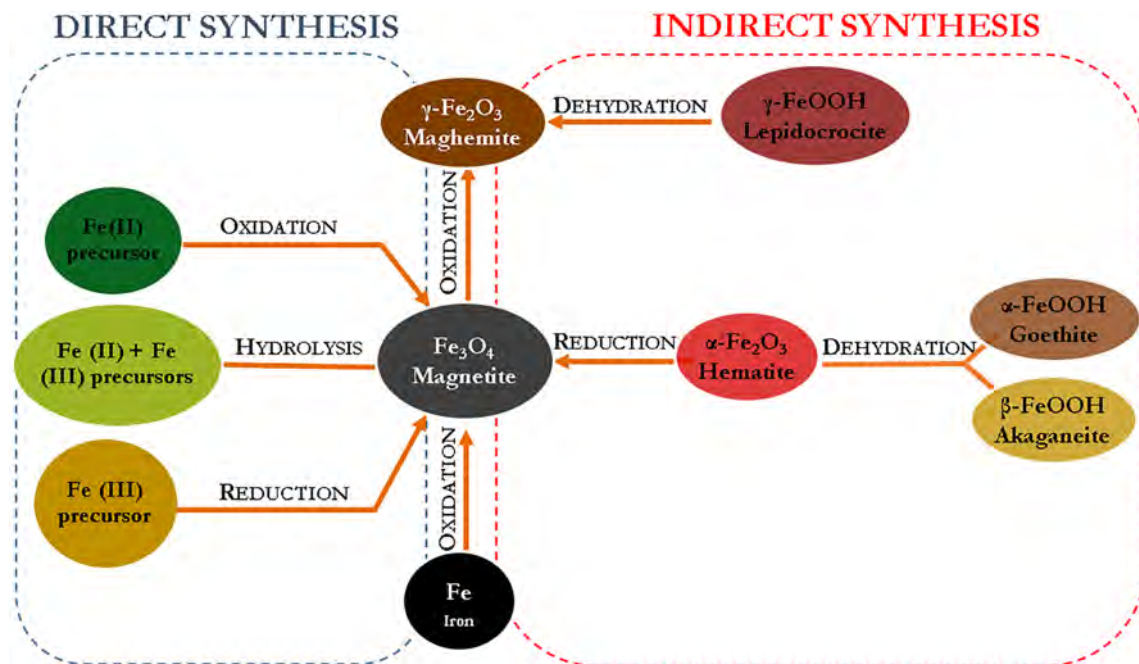 DIRECT SYNTHESIS
INDIRECT SYNTHESIS
γ-Fe₂O₃
Maghemite
DEHYDRATION
γ-FeOOH
Lepidocrocite
Fe(II)
precursor
OXIDATION
OXIDATION
Fe (II) + Fe
(III) precursors
HYDROLYSIS
Fe₃O₄
Magnetite
REDUCTION
α-Fe₂O₃
Hematite
DEHYDRATION
α-FeOOH
Goethite
β-FeOOH
Akaganeite
Fe (III)
precursor
REDUCTION
OXIDATION
Fe
Iron